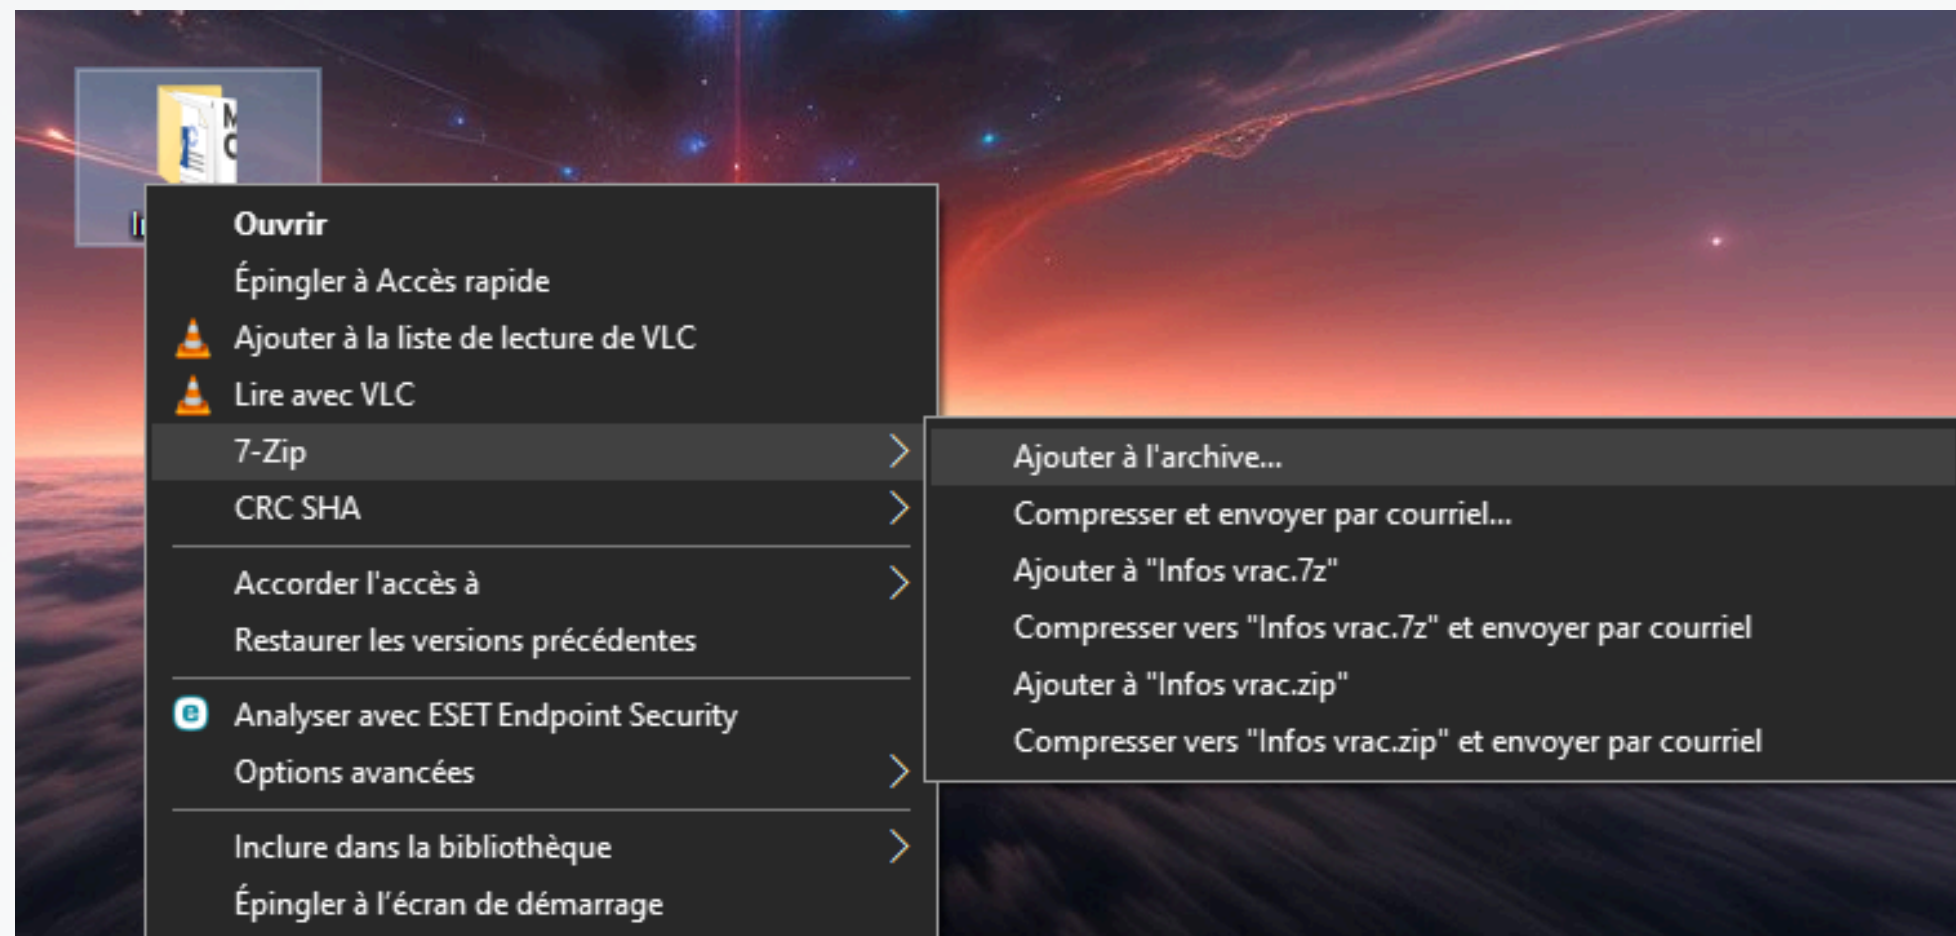 Ouvrir
Épingler à Accès rapide
Ajouter à la liste de lecture de VLC
Lire avec VLC
7-Zip
CRC SHA
Accorder l'accès à
Restaurer les versions précédentes
Analyser avec ESET Endpoint Security
Options avancées
Inclure dans la bibliothèque
Épingler à l'écran de démarrage
Ajouter à l'archive...
Compresser et envoyer par courriel...
Ajouter à "Infos vrac.7z"
Compresser vers "Infos vrac.7z" et envoyer par courriel
Ajouter à "Infos vrac.zip"
Compresser vers "Infos vrac.zip" et envoyer par courriel